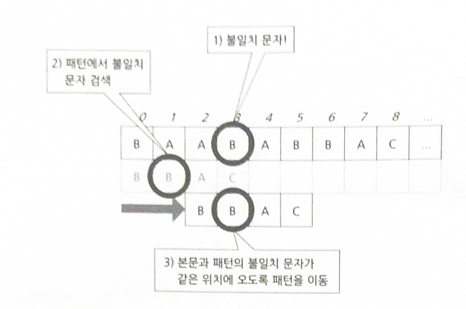 1) 불일치 문자!
2) 패턴에서 불일치
문자 검색
0 1 2 3 4 5 6 7 8 ...
B A A B A B B A C ...
B B A C
B B A C
3) 본문과 패턴의 불일치 문자가
같은 위치에 오도록 패턴을 이동